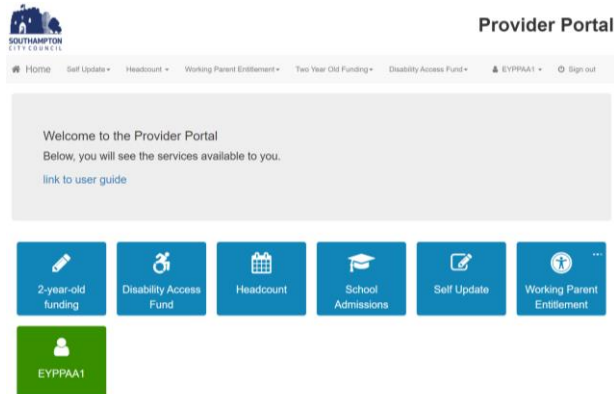 SOUTHAMPTON
CITY COUNCIL
Provider Portal
Home Self Update Headcount Working Parent Entitlement Two Year Old Funding Disability Access Fund EYPPAA1 Sign out
Welcome to the Provider Portal
Below, you will see the services available to you.
link to user guide
2-year-old
funding
Disability Access
Fund
Headcount
School
Admissions
Self Update
...
Working Parent
Entitlement
EYPPAA1